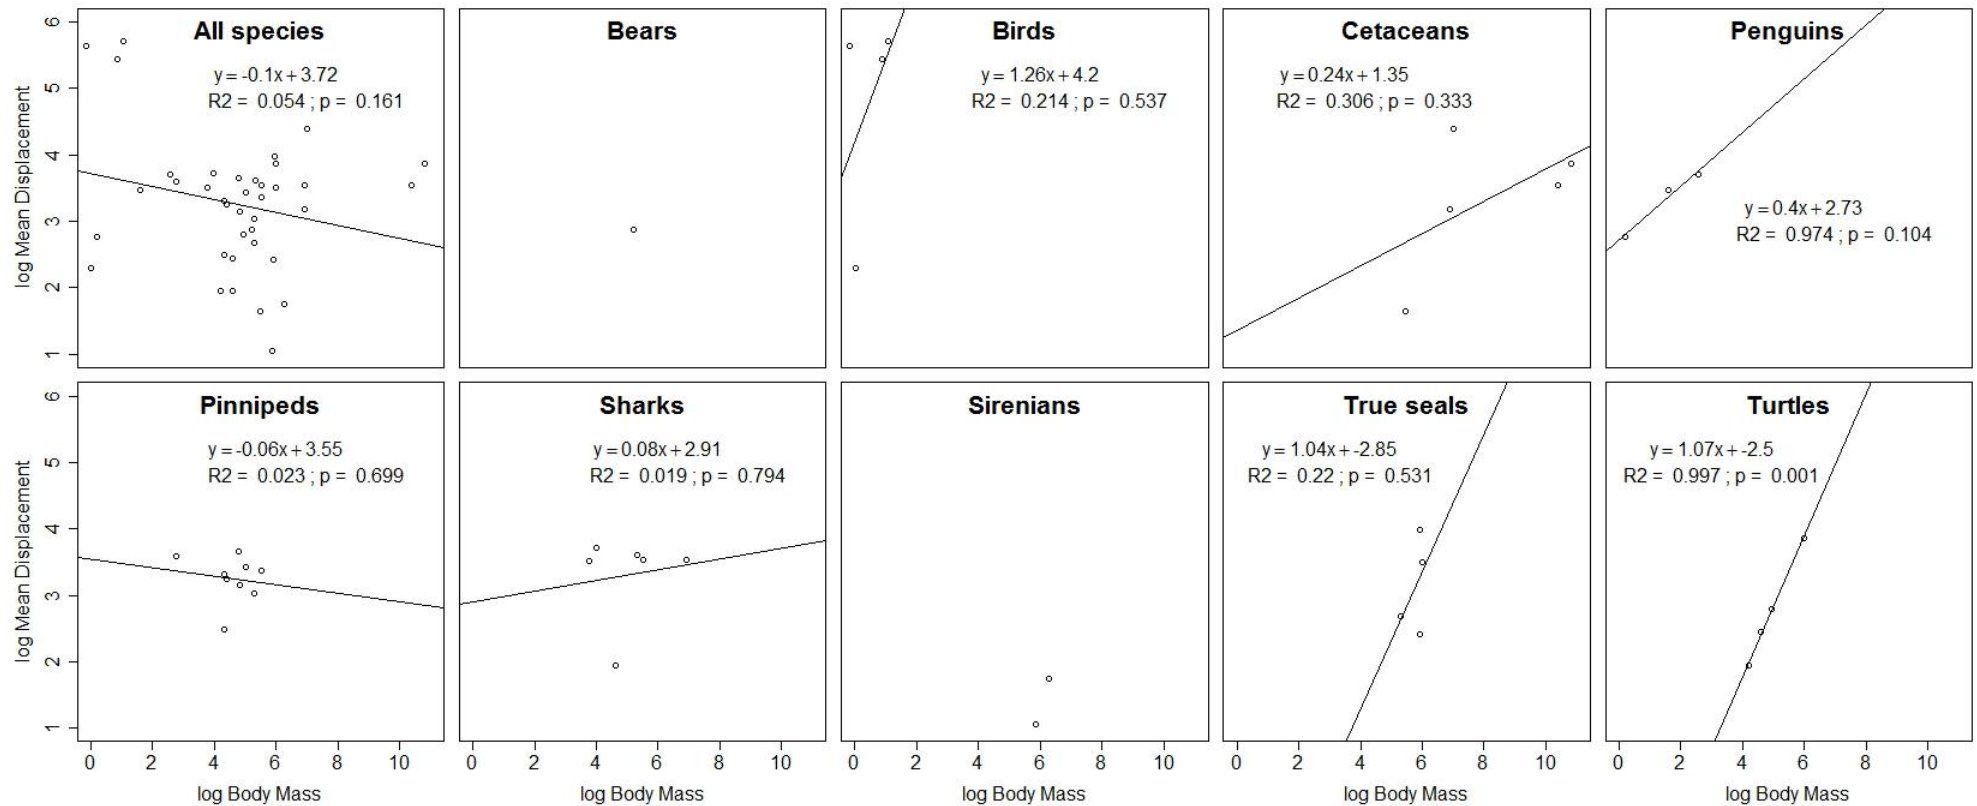 All species
y = -0.1x + 3.72
R2 = 0.054 ; p = 0.161
Bears
Birds
y = 1.26x + 4.2
R2 = 0.214 ; p = 0.537
Cetaceans
y = 0.24x + 1.35
R2 = 0.306 ; p = 0.333
Penguins
y = 0.4x + 2.73
R2 = 0.974 ; p = 0.104
log Mean Displacement
6
5
4
3
2
1
Pinnipeds
y = -0.06x + 3.55
R2 = 0.023 ; p = 0.699
Sharks
y = 0.08x + 2.91
R2 = 0.019 ; p = 0.794
Sirenians
True seals
y = 1.04x + -2.85
R2 = 0.22 ; p = 0.531
Turtles
y = 1.07x + -2.5
R2 = 0.997 ; p = 0.001
log Mean Displacement
6
5
4
3
2
1
0 2 4 6 8 10
0 2 4 6 8 10
0 2 4 6 8 10
0 2 4 6 8 10
0 2 4 6 8 10
log Body Mass
log Body Mass
log Body Mass
log Body Mass
log Body Mass